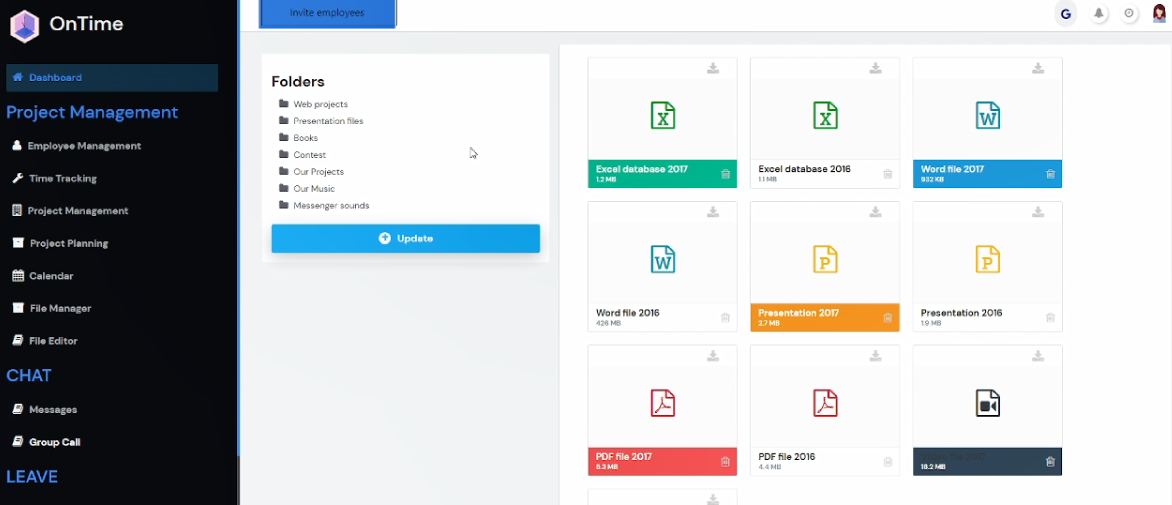 OnTime
Invite employees
G
Dashboard
Project Management
Employee Management
Time Tracking
Project Management
Project Planning
Calendar
File Manager
File Editor
CHAT
Messages
Group Call
LEAVE
Folders
Web projects
Presentation files
Books
Contest
Our Projects
Our Music
Messenger sounds
Update
X
Excel database 2017
1.2 MB
X
Excel database 2016
1.1 MB
W
Word file 2017
932 KB
W
Word file 2016
426 MB
P
Presentation 2017
2.7 MB
P
Presentation 2016
1.9 MB
PDF file 2017
5.3 MB
PDF file 2016
4.4 MB
file 2017
18.2 MB